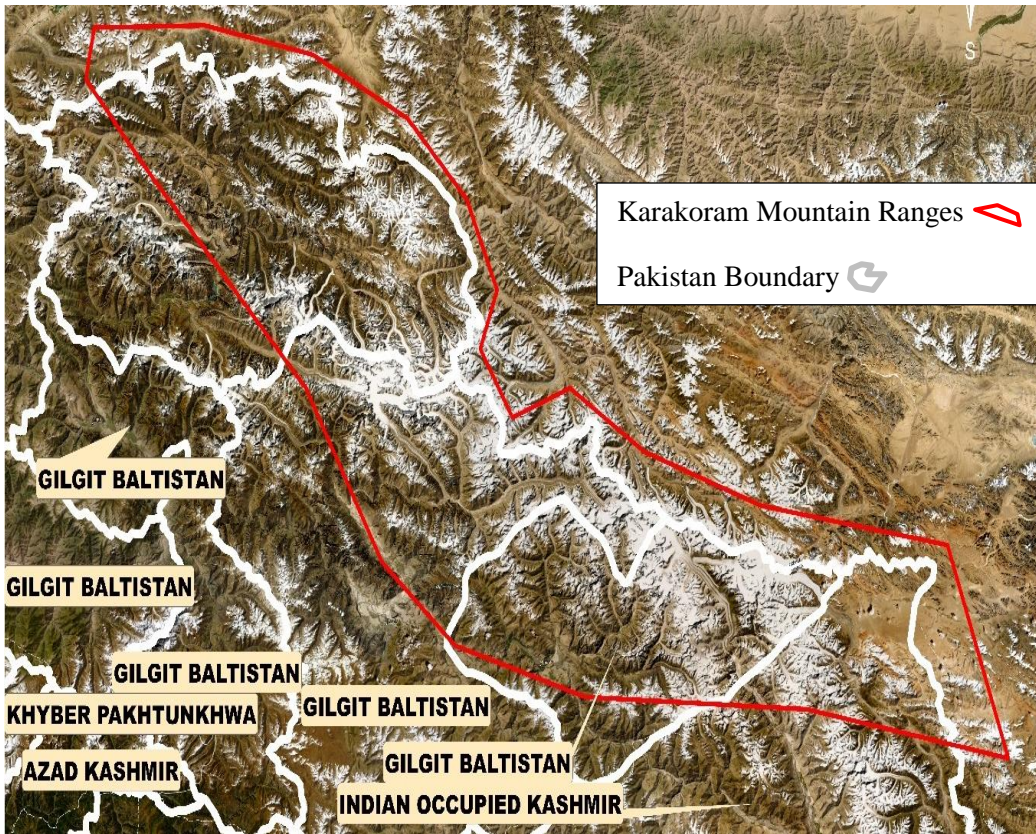 S
Karakoram Mountain Ranges
Pakistan Boundary
GILGIT BALTISTAN
GILGIT BALTISTAN
GILGIT BALTISTAN
GILGIT BALTISTAN
KHYBER PAKHTUNKHWA
GILGIT BALTISTAN
AZAD KASHMIR
INDIAN OCCUPIED KASHMIR